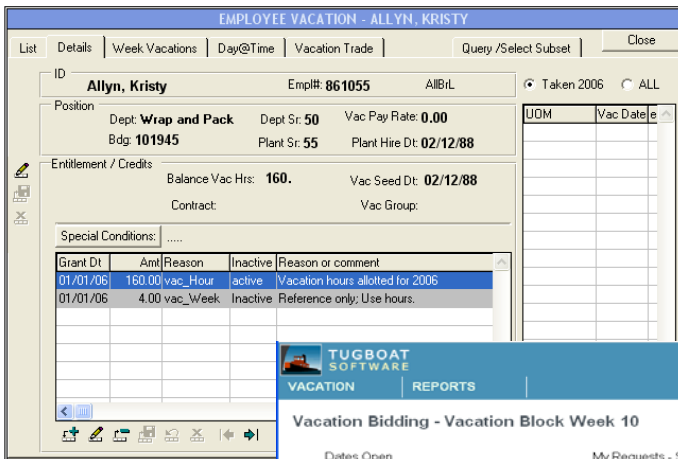 EMPLOYEE VACATION - ALLYN, KRISTY
List Details Week Vacations Day@Time Vacation Trade Query /Select Subset Close
ID
Allyn, Kristy Empl#: 861055 AllBrL
Taken 2006 ALL
Position
Dept: Wrap and Pack Dept Sr: 50 Vac Pay Rate: 0.00
Bdg: 101945 Plant Sr: 55 Plant Hire Dt: 02/12/88
UOM Vac Date e
Entitlement / Credits
Balance Vac Hrs: 160. Vac Seed Dt: 02/12/88
Contract: Vac Group:
Special Conditions: .....
Grant Dt Amt Reason Inactive Reason or comment
01/01/06 160.00 vac_Hour active Vacation hours allotted for 2006
01/01/06 4.00 vac_Week Inactive Reference only; Use hours.
TUGBOAT
SOFTWARE
VACATION REPORTS
Vacation Bidding - Vacation Block Week 10
Dates Open My Requests - S